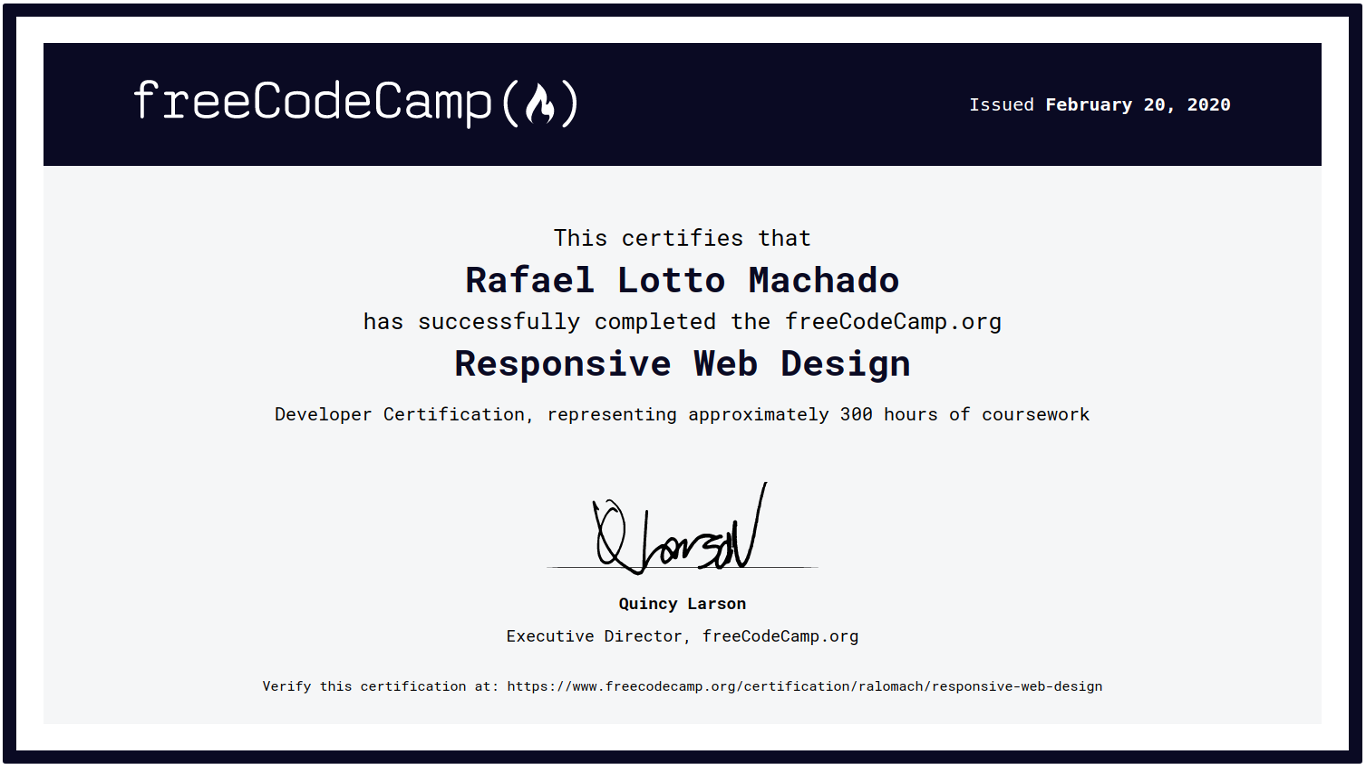 freeCodeCamp(🔥)
Issued February 20, 2020
This certifies that
Rafael Lotto Machado
has successfully completed the freeCodeCamp.org
Responsive Web Design
Developer Certification, representing approximately 300 hours of coursework
Q Larson
Quincy Larson
Executive Director, freeCodeCamp.org
Verify this certification at: https://www.freecodecamp.org/certification/ralomach/responsive-web-design